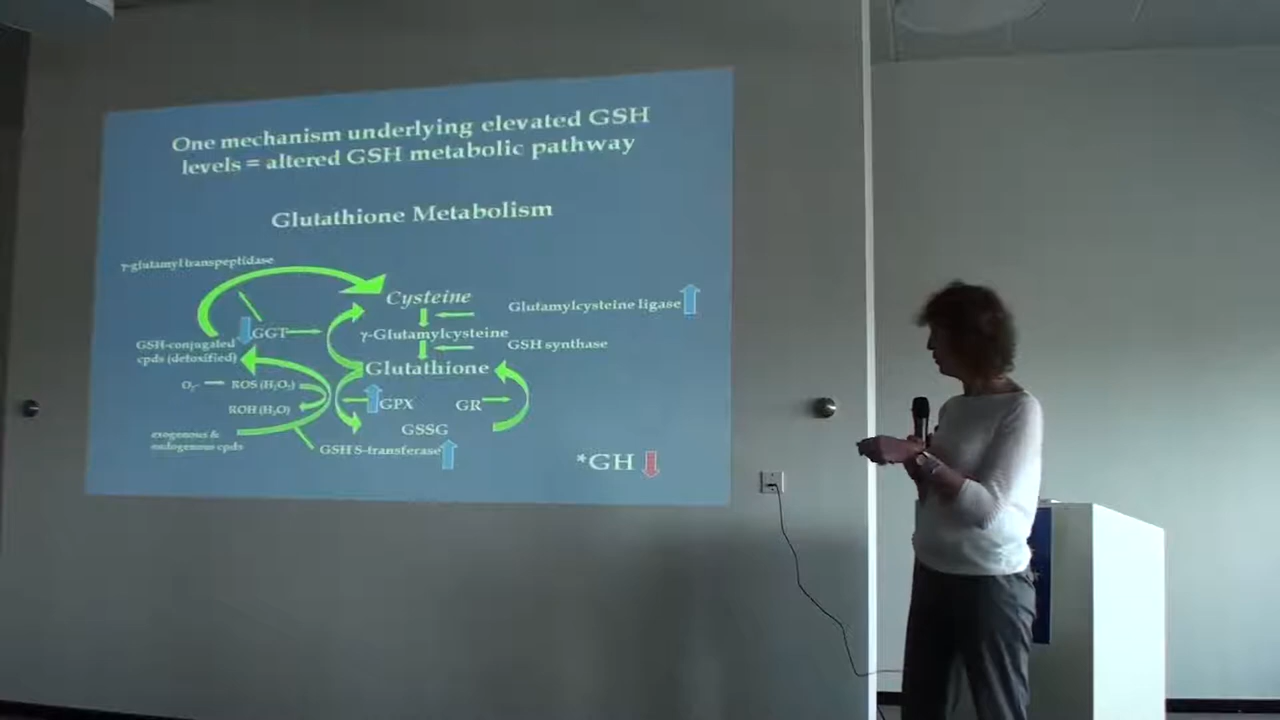 One mechanism underlying elevated GSH
levels = altered GSH metabolic pathway
Glutathione Metabolism
γ-glutamyl transpeptidase
Cysteine
Glutamylcysteine ligase
GGT
γ-Glutamylcysteine
GSH-conjugated
cpds (detoxified)
GSH synthase
Glutathione
O₂⁻
ROS (H₂O₂)
ROH (H₂O)
GPX
GR
GSSG
exogenous &
endogenous cpds
GSH S-transferase
*GH